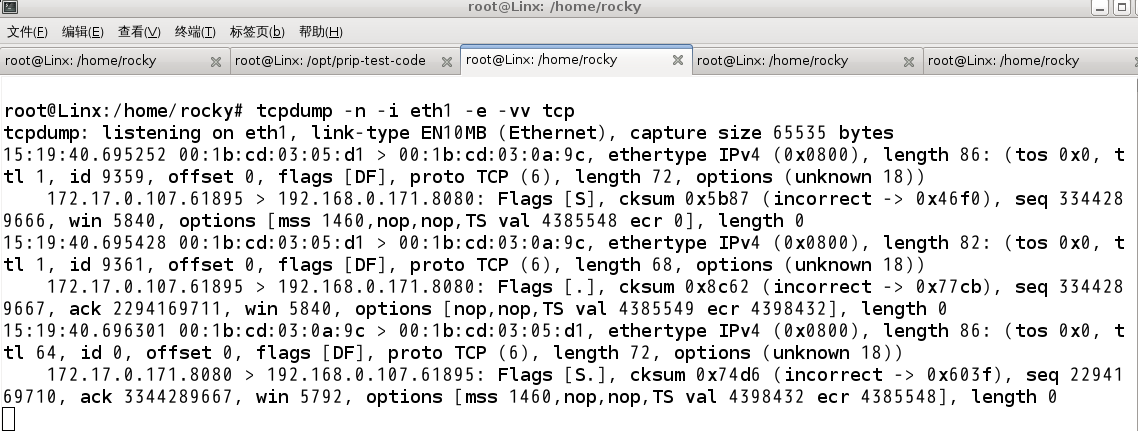 root@Linx: /home/rocky
文件(F) 编辑(E) 查看(V) 终端(T) 标签页(b) 帮助(H)
root@Linx: /home/rocky root@Linx: /opt/prip-test-code root@Linx: /home/rocky root@Linx: /home/rocky root@Linx: /home/rocky
root@Linx:/home/rocky# tcpdump -n -i eth1 -e -vv tcp
tcpdump: listening on eth1, link-type EN10MB (Ethernet), capture size 65535 bytes
15:19:40.695252 00:1b:cd:03:05:d1 > 00:1b:cd:03:0a:9c, ethertype IPv4 (0x0800), length 86: (tos 0x0, t
tl 1, id 9359, offset 0, flags [DF], proto TCP (6), length 72, options (unknown 18))
172.17.0.107.61895 > 192.168.0.171.8080: Flags [S], cksum 0x5b87 (incorrect -> 0x46f0), seq 334428
9666, win 5840, options [mss 1460,nop,nop,TS val 4385548 ecr 0], length 0
15:19:40.695428 00:1b:cd:03:05:d1 > 00:1b:cd:03:0a:9c, ethertype IPv4 (0x0800), length 82: (tos 0x0, t
tl 1, id 9361, offset 0, flags [DF], proto TCP (6), length 68, options (unknown 18))
172.17.0.107.61895 > 192.168.0.171.8080: Flags [.], cksum 0x8c62 (incorrect -> 0x77cb), seq 334428
9667, ack 2294169711, win 5840, options [nop,nop,TS val 4385549 ecr 4398432], length 0
15:19:40.696301 00:1b:cd:03:0a:9c > 00:1b:cd:03:05:d1, ethertype IPv4 (0x0800), length 86: (tos 0x0, t
tl 64, id 0, offset 0, flags [DF], proto TCP (6), length 72, options (unknown 18))
172.17.0.171.8080 > 192.168.0.107.61895: Flags [S.], cksum 0x74d6 (incorrect -> 0x603f), seq 22941
69710, ack 3344289667, win 5792, options [mss 1460,nop,nop,TS val 4398432 ecr 4385548], length 0